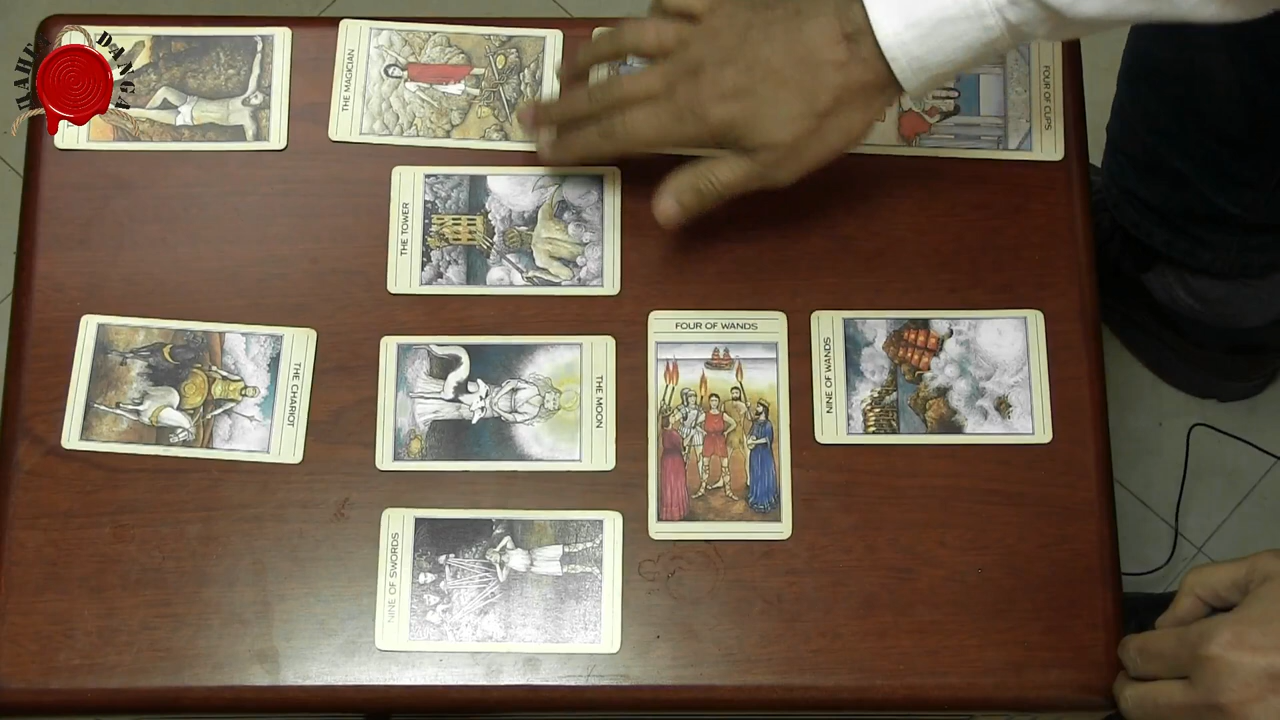 DANGA
THE MAGICIAN
FOUR OF CUPS
THE TOWER
THE CHARIOT
THE MOON
FOUR OF WANDS
NINE OF WANDS
NINE OF SWORDS